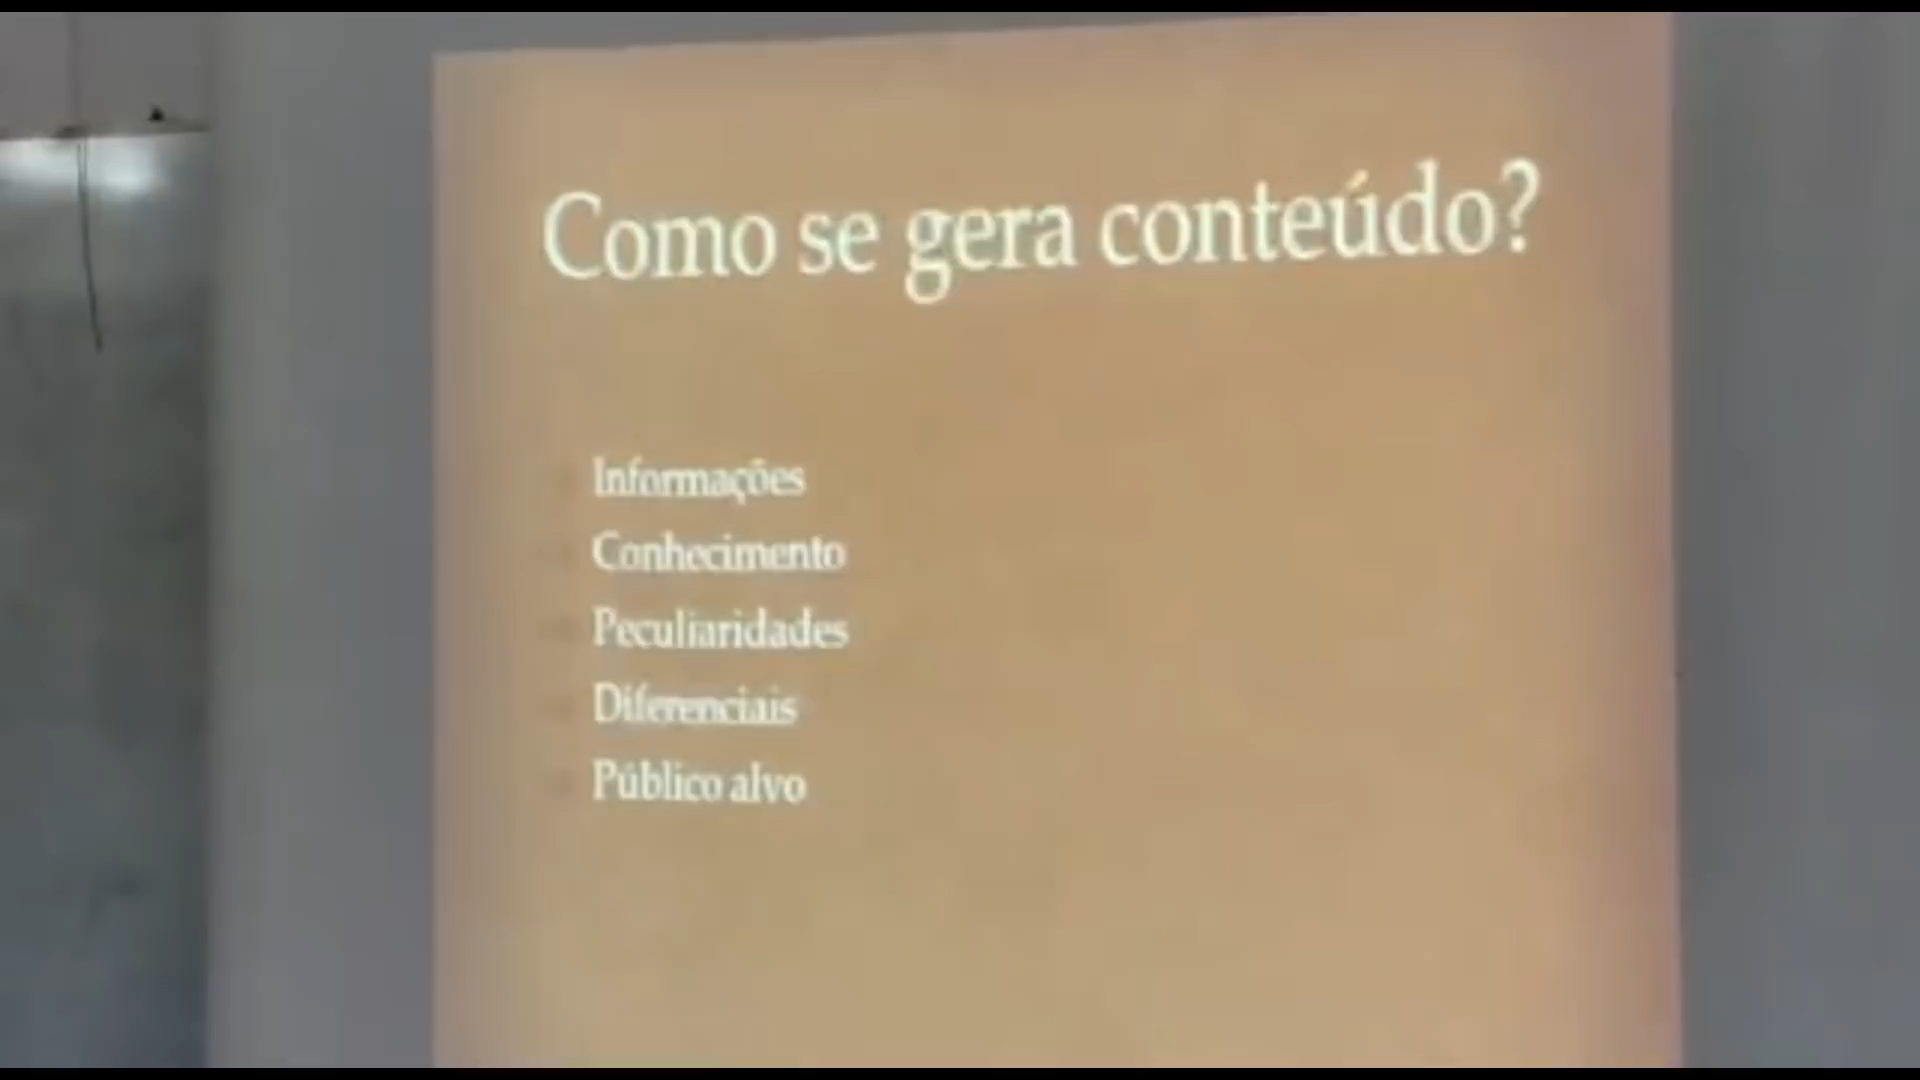 Como se gera conteúdo?
Informações
Conhecimento
Peculiaridades
Diferenciais
Público alvo